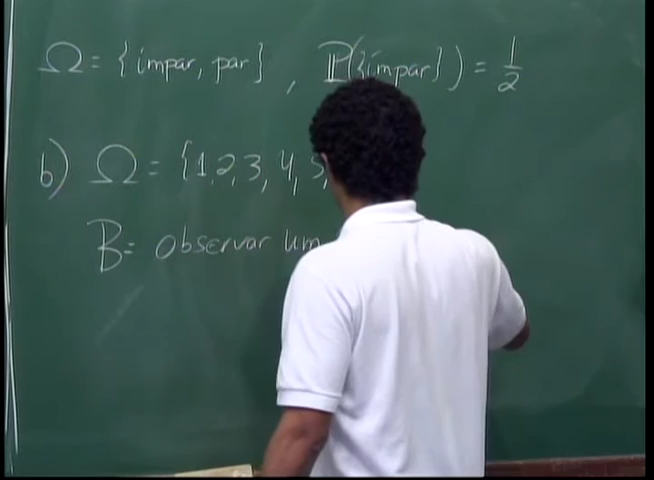 Ω = {ímpar, par}, ℙ({ímpar}) = 1/2
b) Ω = {1, 2, 3, 4, 5,
B = observar um